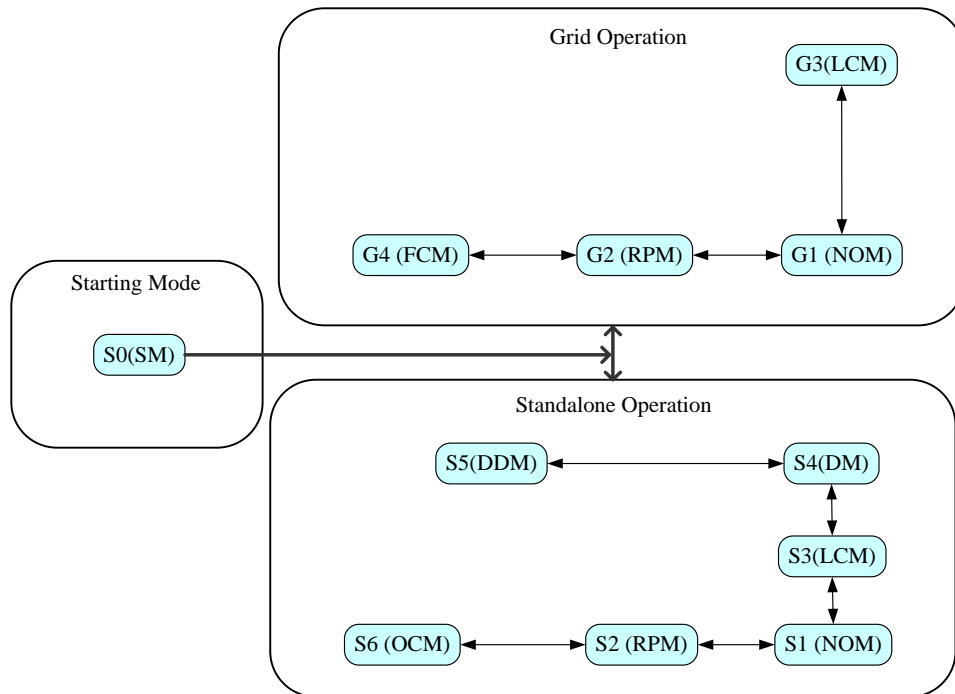 Grid Operation
G3(LCM)
G4 (FCM)
G2 (RPM)
G1 (NOM)
Starting Mode
S0(SM)
Standalone Operation
S5(DDM)
S4(DM)
S3(LCM)
S6 (OCM)
S2 (RPM)
S1 (NOM)